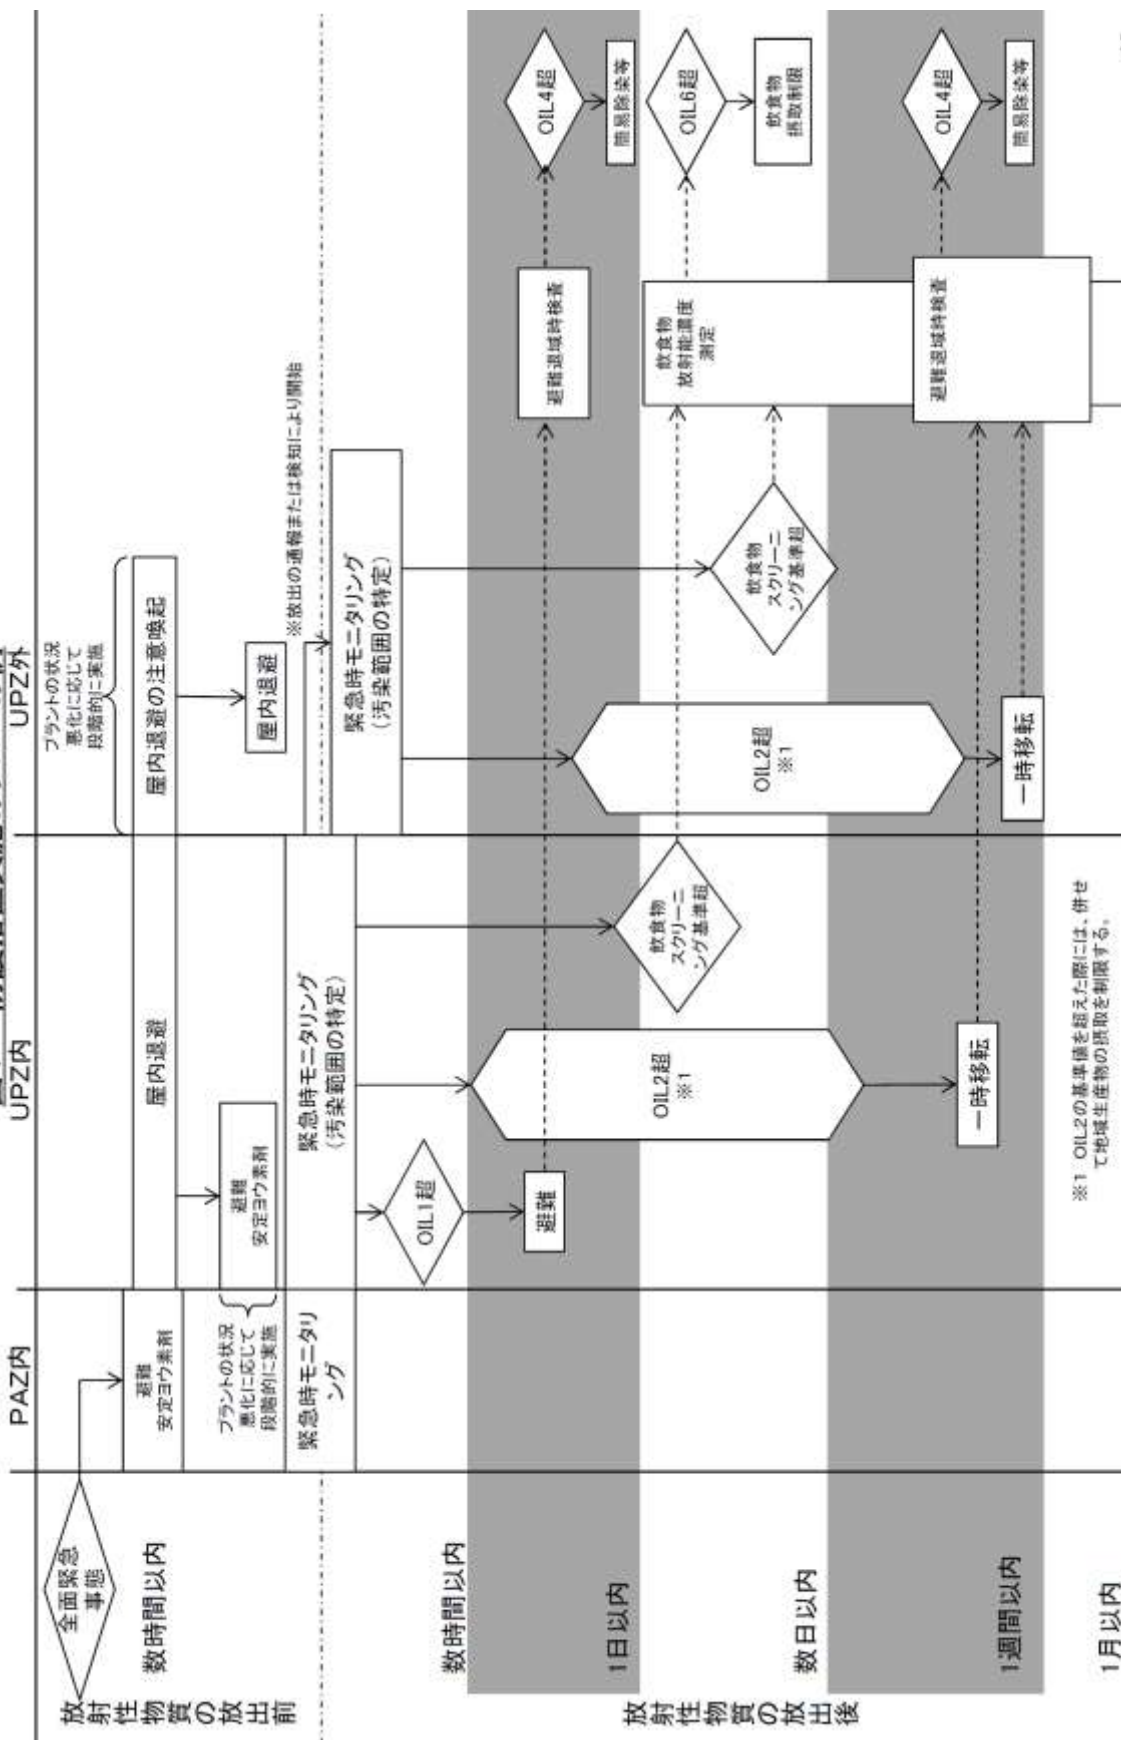 PAZ内
UPZ内
UPZ外
放射性物質の放出前
全面緊急
事態
数時間以内
避難
安定ヨウ素剤
屋内退避
屋内退避の注意喚起
プラントの状況
悪化に応じて
段階的に実施
プラントの状況
悪化に応じて
段階的に実施
避難
安定ヨウ素剤
屋内退避
※放出の通報または検知により開始
緊急時モニタリ
ング
緊急時モニタリング
(汚染範囲の特定)
緊急時モニタリング
(汚染範囲の特定)
放射性物質の放出後
数時間以内
OIL1超
1日以内
避難
避難退域時検査
OIL4超
簡易除染等
数日以内
OIL2超
※1
飲食物
スクリーニ
ング基準超
OIL2超
※1
飲食物
スクリーニ
ング基準超
飲食物
放射能濃度
測定
OIL6超
飲食物
摂取制限
1週間以内
一時移転
一時移転
避難退域時検査
OIL4超
簡易除染等
1月以内
※1 OIL2の基準値を超えた際には、併せ
て地域生産物の摂取を制限する。